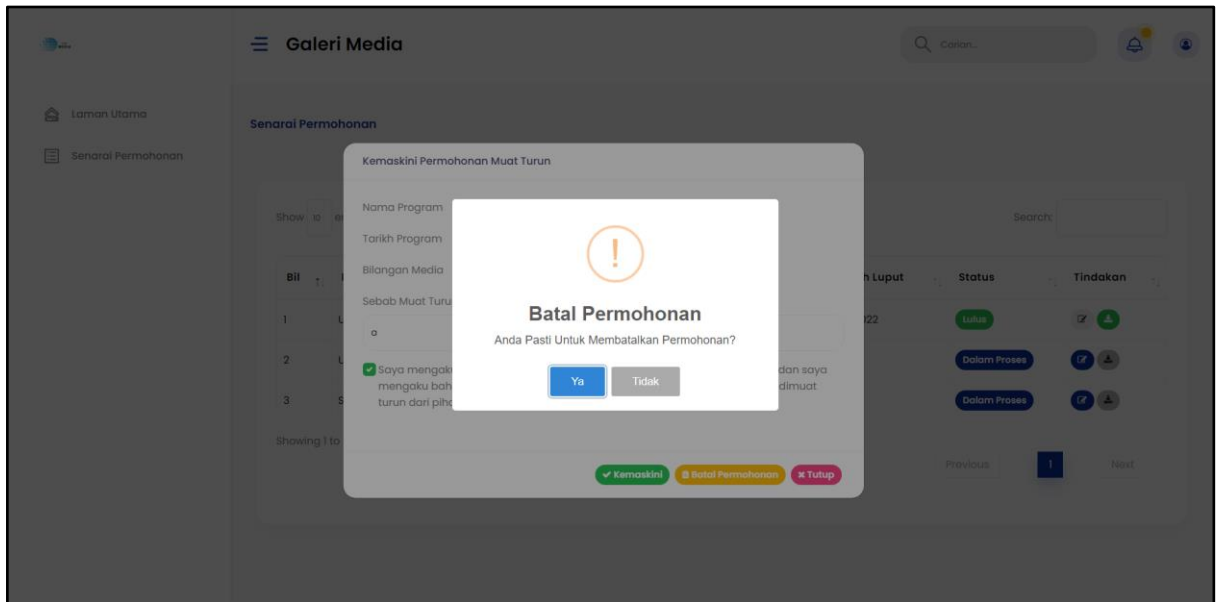 Galeri Media
Carian...
Laman Utama
Senarai Permohonan
Senarai Permohonan
Kemaskini Permohonan Muat Turun
Nama Program
Tarikh Program
Bilangan Media
Sebab Muat Turu
a
Show 10 en
Search:
Bil
h Luput
Status
Tindakan
1 U 022 Lulus
2 U Dalam Proses
3 S Dalam Proses
!
Batal Permohonan
Anda Pasti Untuk Membatalkan Permohonan?
Ya
Tidak
Saya mengak dan saya
mengaku bah dimuat
turun dari piha
Showing 1 to
Previous
1
Next
Kemaskini
Batal Permohonan
Tutup